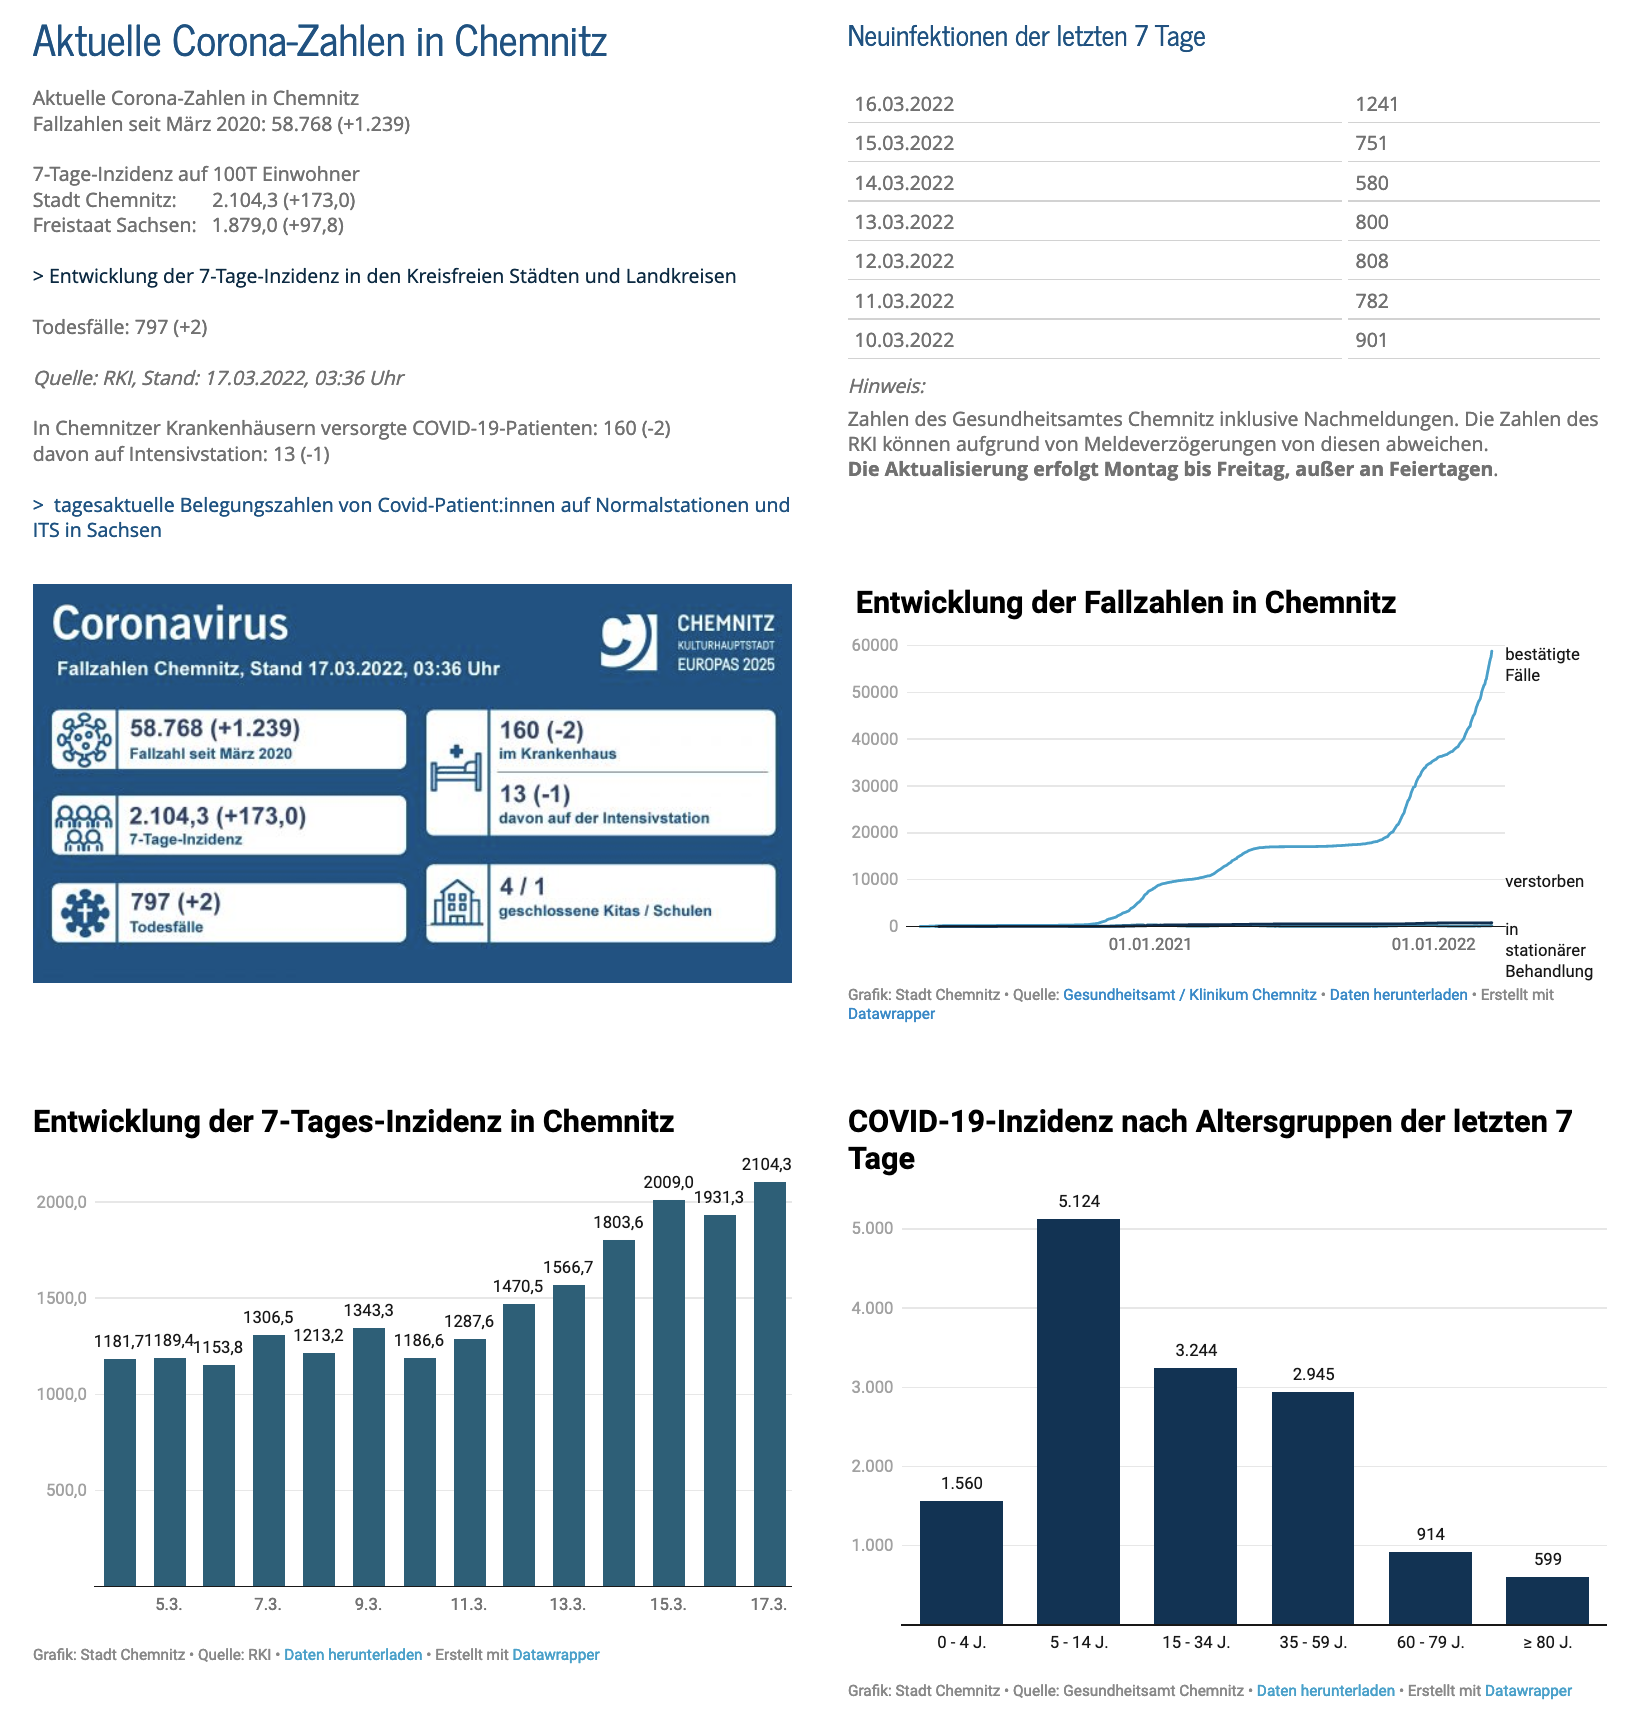 Aktuelle Corona-Zahlen in Chemnitz
Aktuelle Corona-Zahlen in Chemnitz
Fallzahlen seit März 2020: 58.768 (+1.239)
7-Tage-Inzidenz auf 100T Einwohner
Stadt Chemnitz: 2.104,3 (+173,0)
Freistaat Sachsen: 1.879,0 (+97,8)
> Entwicklung der 7-Tage-Inzidenz in den Kreisfreien Städten und Landkreisen
Todesfälle: 797 (+2)
Quelle: RKI, Stand: 17.03.2022, 03:36 Uhr
In Chemnitzer Krankenhäusern versorgte COVID-19-Patienten: 160 (-2)
davon auf Intensivstation: 13 (-1)
> tagesaktuelle Belegungszahlen von Covid-Patient:innen auf Normalstationen und
ITS in Sachsen
Neuinfektionen der letzten 7 Tage
16.03.2022 1241
15.03.2022 751
14.03.2022 580
13.03.2022 800
12.03.2022 808
11.03.2022 782
10.03.2022 901
Hinweis:
Zahlen des Gesundheitsamtes Chemnitz inklusive Nachmeldungen. Die Zahlen des
RKI können aufgrund von Meldeverzögerungen von diesen abweichen.
Die Aktualisierung erfolgt Montag bis Freitag, außer an Feiertagen.
Coronavirus
Fallzahlen Chemnitz, Stand 17.03.2022, 03:36 Uhr
CHEMNITZ
KULTURHAUPTSTADT
EUROPAS 2025
58.768 (+1.239)
Fallzahl seit März 2020
2.104,3 (+173,0)
7-Tage-Inzidenz
797 (+2)
Todesfälle
160 (-2)
im Krankenhaus
13 (-1)
davon auf der Intensivstation
4 / 1
geschlossene Kitas / Schulen
Entwicklung der Fallzahlen in Chemnitz
60000
50000
40000
30000
20000
10000
0
bestätigte
Fälle
verstorben
in
stationärer
Behandlung
01.01.2021 01.01.2022
Grafik: Stadt Chemnitz • Quelle: Gesundheitsamt / Klinikum Chemnitz • Daten herunterladen • Erstellt mit
Datawrapper
Entwicklung der 7-Tages-Inzidenz in Chemnitz
2000,0
1500,0
1000,0
500,0
1181,7 1189,4 1153,8 1306,5 1213,2 1343,3 1186,6 1287,6 1470,5 1566,7 1803,6 2009,0 1931,3 2104,3
5.3. 7.3. 9.3. 11.3. 13.3. 15.3. 17.3.
Grafik: Stadt Chemnitz • Quelle: RKI • Daten herunterladen • Erstellt mit Datawrapper
COVID-19-Inzidenz nach Altersgruppen der letzten 7
Tage
5.000
4.000
3.000
2.000
1.000
1.560 5.124 3.244 2.945 914 599
0 - 4 J. 5 - 14 J. 15 - 34 J. 35 - 59 J. 60 - 79 J. ≥ 80 J.
Grafik: Stadt Chemnitz • Quelle: Gesundheitsamt Chemnitz • Daten herunterladen • Erstellt mit Datawrapper